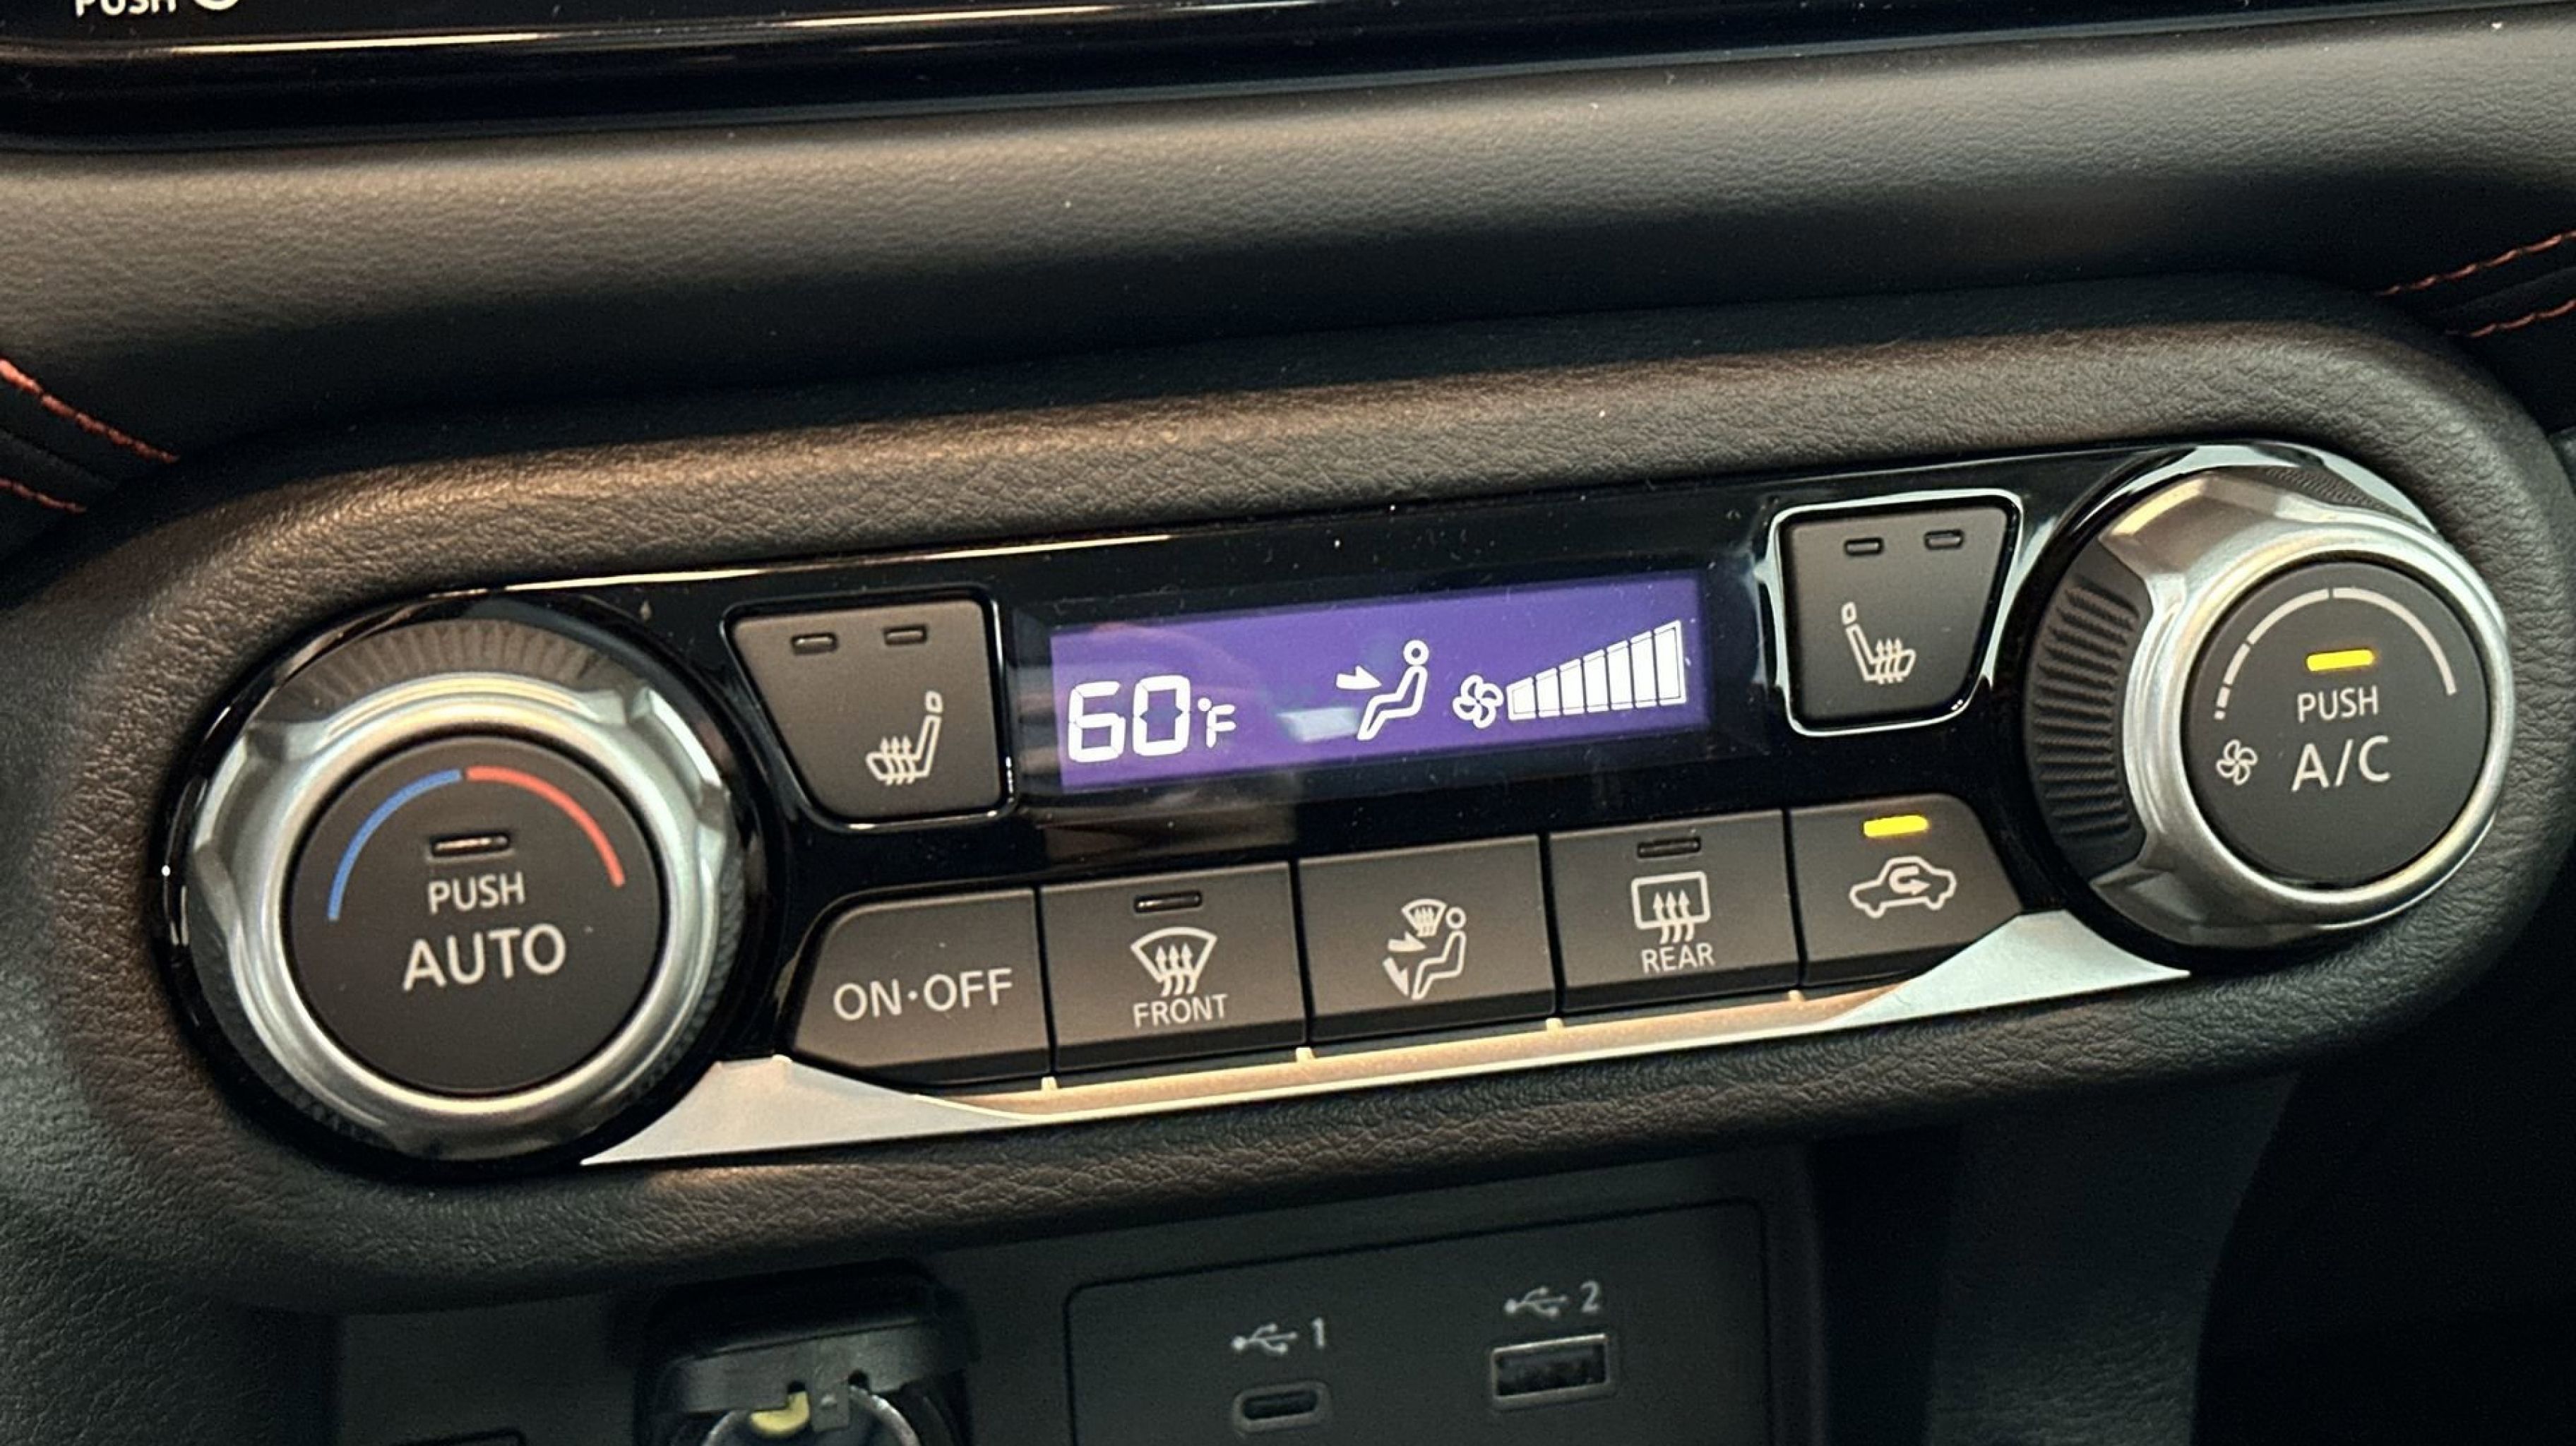 PUSH
60°F
PUSH
A/C
PUSH
AUTO
ON·OFF
FRONT
REAR
1
2